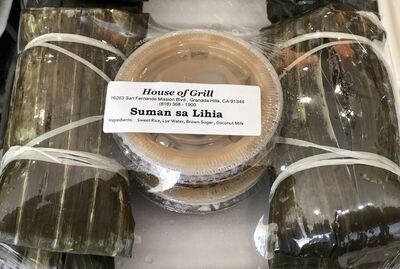 House of Grill
16263 San Fernando Mission Blvd., Granada Hills, CA 91344
(818) 368 - 1900
Suman sa Lihia
Ingredients: Sweet Rice, Lye Water, Brown Sugar, Coconut Milk